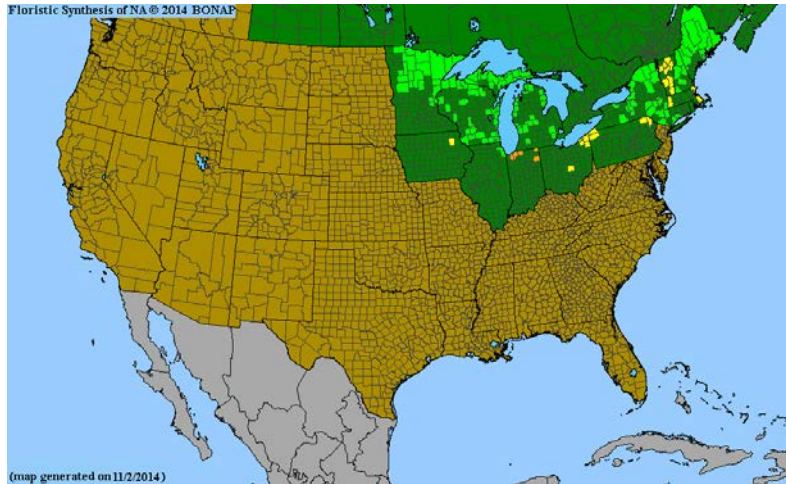 Floristic Synthesis of NA © 2014 BONAP
(map generated on 11/2/2014)